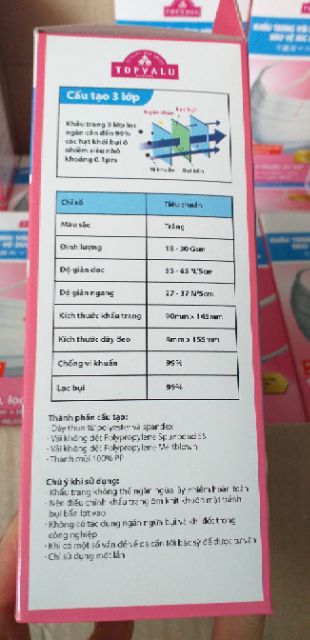 TOPVALU
Cấu tạo 3 lớp
Khẩu trang 3 lớp lọc
ngăn cản đến 99%
các hạt khói bụi ô
nhiễm siêu nhỏ
khoảng 0.1µm
Vi khuẩn Bụi bẩn
Chỉ số Tiêu chuẩn
Màu sắc Trắng
Định lượng 18 - 30 Gsm
Độ giãn dọc 55 - 65 N/5cm
Độ giãn ngang 27 - 37 N/5cm
Kích thước khẩu trang 90mm x 145mm
Kích thước dây đeo 4mm x 155mm
Chống vi khuẩn 99%
Lọc bụi 99%
Thành phần cấu tạo:
- Dây thun từ polyester và spandex
- Vải không dệt Polypropylene Spunbond SS
- Vải không dệt Polypropylene Meltblown
- Thanh mũi 100% PP
Chú ý khi sử dụng:
- Khẩu trang không thể ngăn ngừa lây nhiễm hoàn toàn
- Nên điều chỉnh khẩu trang ôm khít khuôn mặt tránh
bụi bẩn lọt vào
- Không có tác dụng ngăn ngừa bụi và khí độc trong
công nghiệp
- Khi có một số vấn đề về da cần tới bác sỹ để được tư vấn
- Chỉ sử dụng một lần